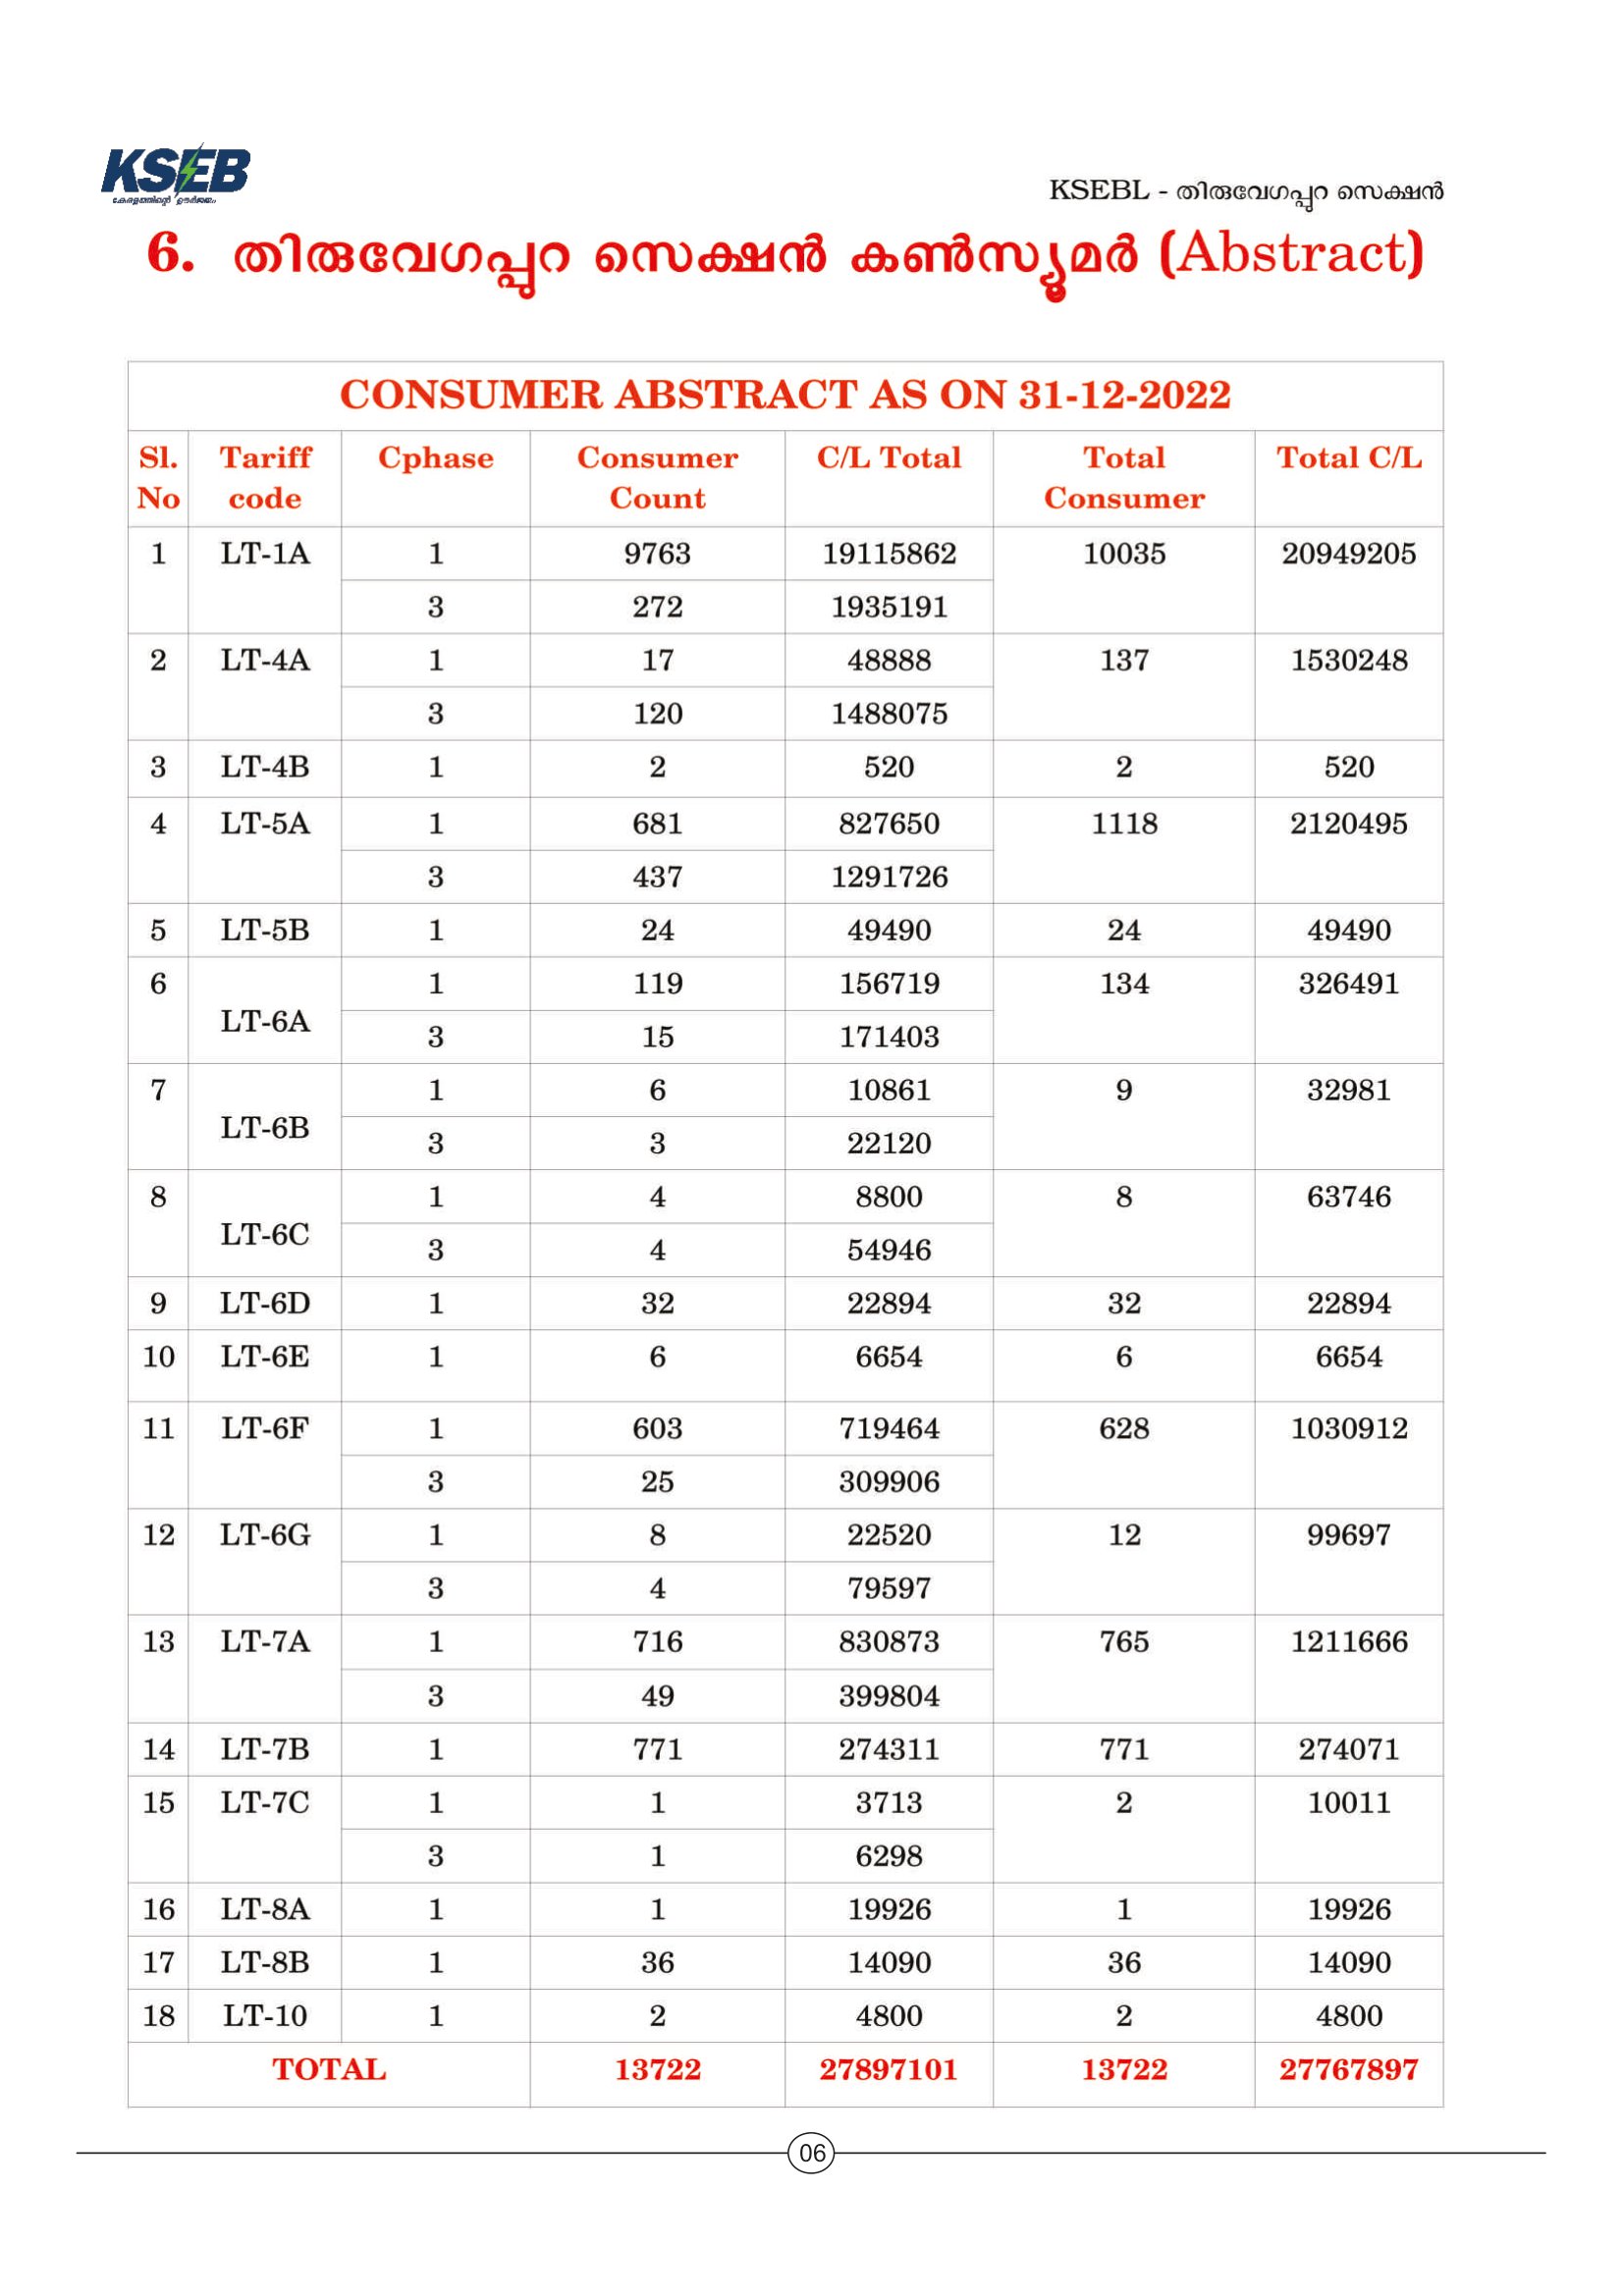 KSEB
കേരളത്തിന്റെ ഊർജ്ജം
KSEBL - തിരുവേഗപ്പുറ സെക്ഷൻ
6. തിരുവേഗപ്പുറ സെക്ഷൻ കൺസ്യൂമർ (Abstract)
CONSUMER ABSTRACT AS ON 31-12-2022
Sl. Tariff Cphase Consumer C/L Total Total Total C/L
No code Count Consumer
1 LT-1A 1 9763 19115862 10035 20949205
3 272 1935191
2 LT-4A 1 17 48888 137 1530248
3 120 1488075
3 LT-4B 1 2 520 2 520
4 LT-5A 1 681 827650 1118 2120495
3 437 1291726
5 LT-5B 1 24 49490 24 49490
6 1 119 156719 134 326491
LT-6A
3 15 171403
7 1 6 10861 9 32981
LT-6B
3 3 22120
8 1 4 8800 8 63746
LT-6C
3 4 54946
9 LT-6D 1 32 22894 32 22894
10 LT-6E 1 6 6654 6 6654
11 LT-6F 1 603 719464 628 1030912
3 25 309906
12 LT-6G 1 8 22520 12 99697
3 4 79597
13 LT-7A 1 716 830873 765 1211666
3 49 399804
14 LT-7B 1 771 274311 771 274071
15 LT-7C 1 1 3713 2 10011
3 1 6298
16 LT-8A 1 1 19926 1 19926
17 LT-8B 1 36 14090 36 14090
18 LT-10 1 2 4800 2 4800
TOTAL 13722 27897101 13722 27767897
06